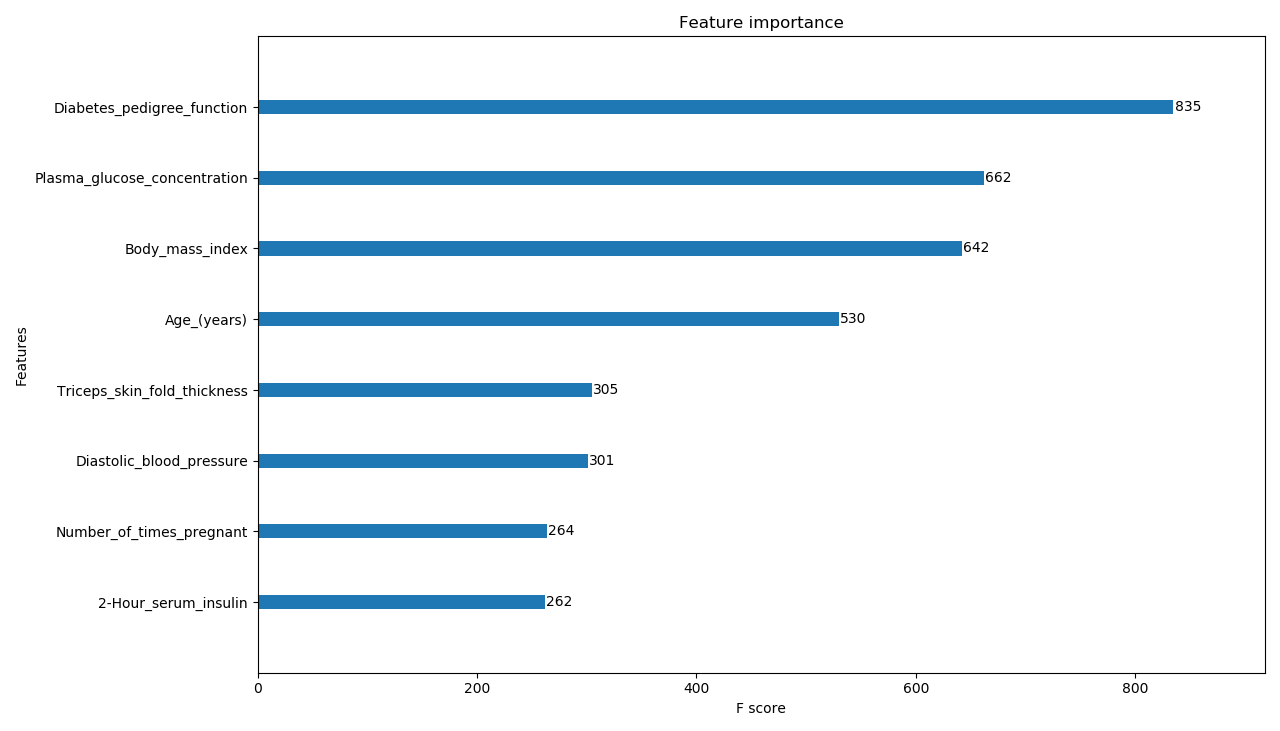 Feature importance
Diabetes_pedigree_function 835
Plasma_glucose_concentration 662
Body_mass_index 642
Age_(years) 530
Triceps_skin_fold_thickness 305
Diastolic_blood_pressure 301
Number_of_times_pregnant 264
2-Hour_serum_insulin 262
Features
0 200 400 600 800
F score